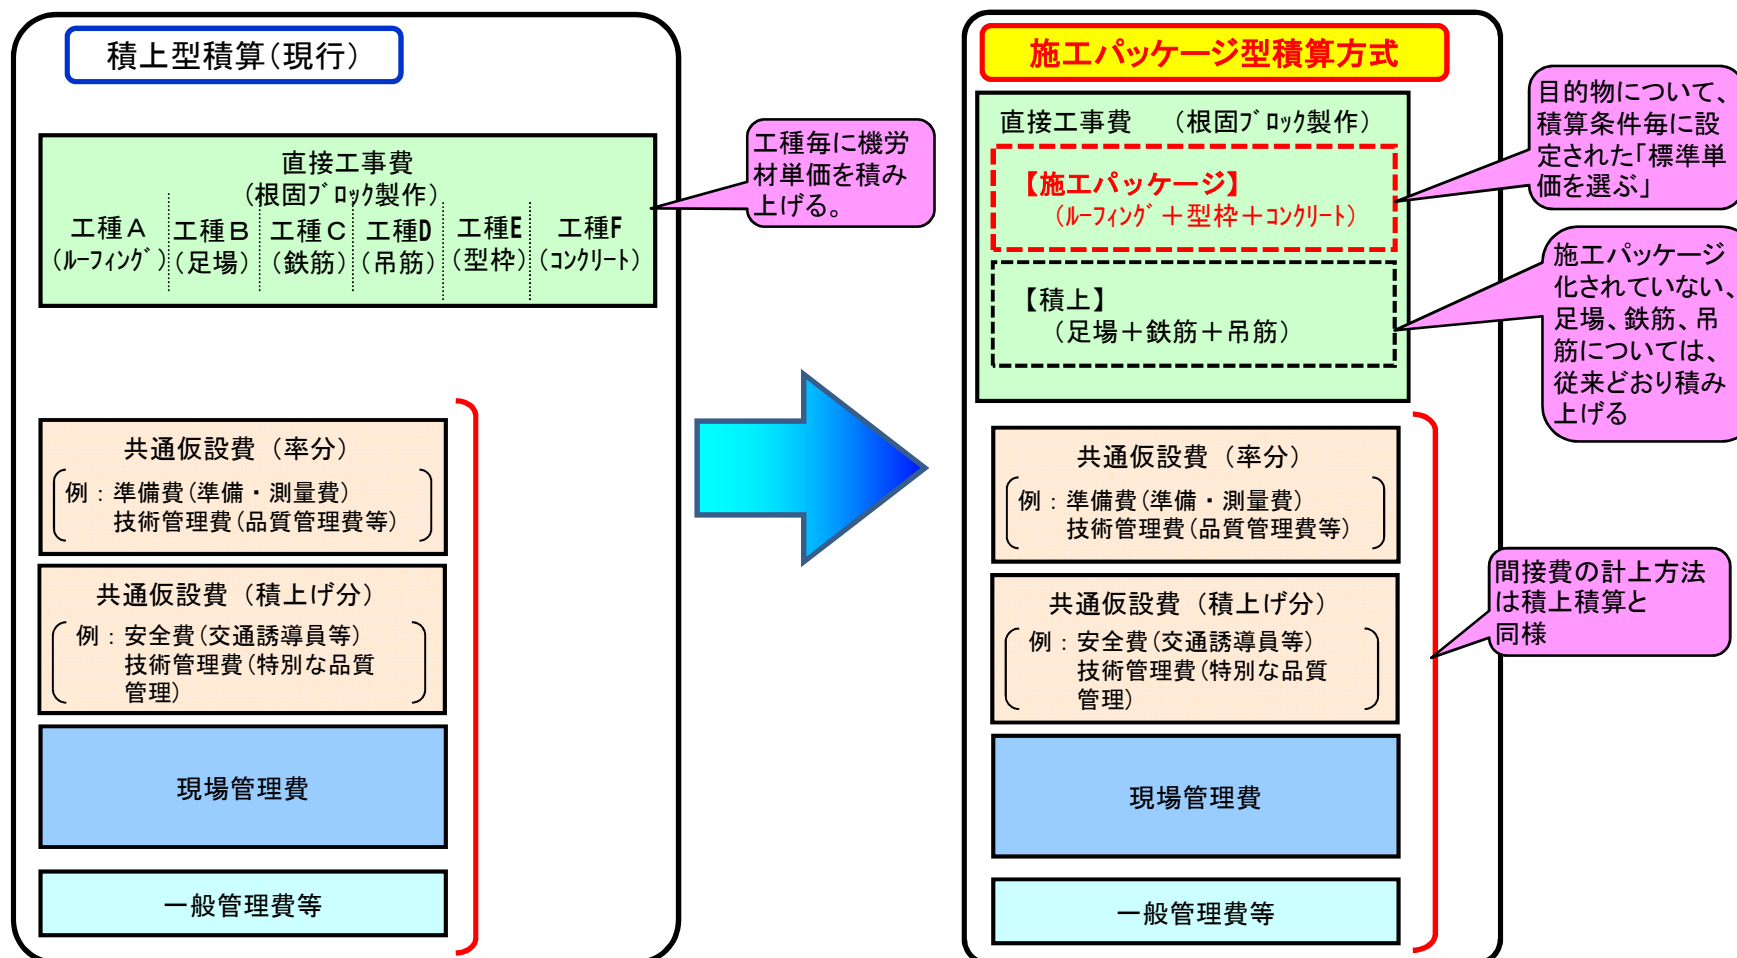 積上型積算(現行)
直接工事費
(根固ブロック製作)
工種A
(ルーフィング)
工種B
(足場)
工種C
(鉄筋)
工種D
(吊筋)
工種E
(型枠)
工種F
(コンクリート)
工種毎に機労
材単価を積み
上げる。
共通仮設費(率分)
例:準備費(準備・測量費)
技術管理費(品質管理費等)
共通仮設費(積上げ分)
例:安全費(交通誘導員等)
技術管理費(特別な品質
管理)
現場管理費
一般管理費等
施工パッケージ型積算方式
直接工事費 (根固ブロック製作)
【施工パッケージ】
(ルーフィング+型枠+コンクリート)
【積上】
(足場+鉄筋+吊筋)
目的物について、
積算条件毎に設
定された「標準単
価を選ぶ」
施工パッケージ
化されていない、
足場、鉄筋、吊
筋については、
従来どおり積み
上げる
共通仮設費(率分)
例:準備費(準備・測量費)
技術管理費(品質管理費等)
共通仮設費(積上げ分)
例:安全費(交通誘導員等)
技術管理費(特別な品質
管理)
現場管理費
一般管理費等
間接費の計上方法
は積上積算と
同様